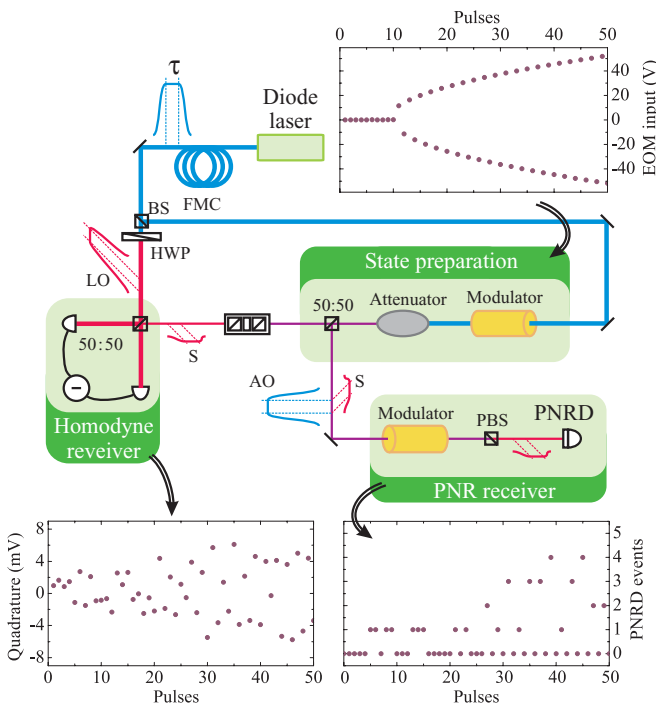 Pulses
0 10 20 30 40 50
40
20
0
-20
-40
EOM input (V)
τ
Diode
laser
FMC
BS
HWP
LO
State preparation
50:50
Attenuator
Modulator
50:50
S
AO
S
Modulator
PBS
PNRD
Homodyne
reveiver
PNR receiver
8
4
0
-4
-8
Quadrature (mV)
0 10 20 30 40 50
Pulses
5
4
3
2
1
0
PNRD events
0 10 20 30 40 50
Pulses